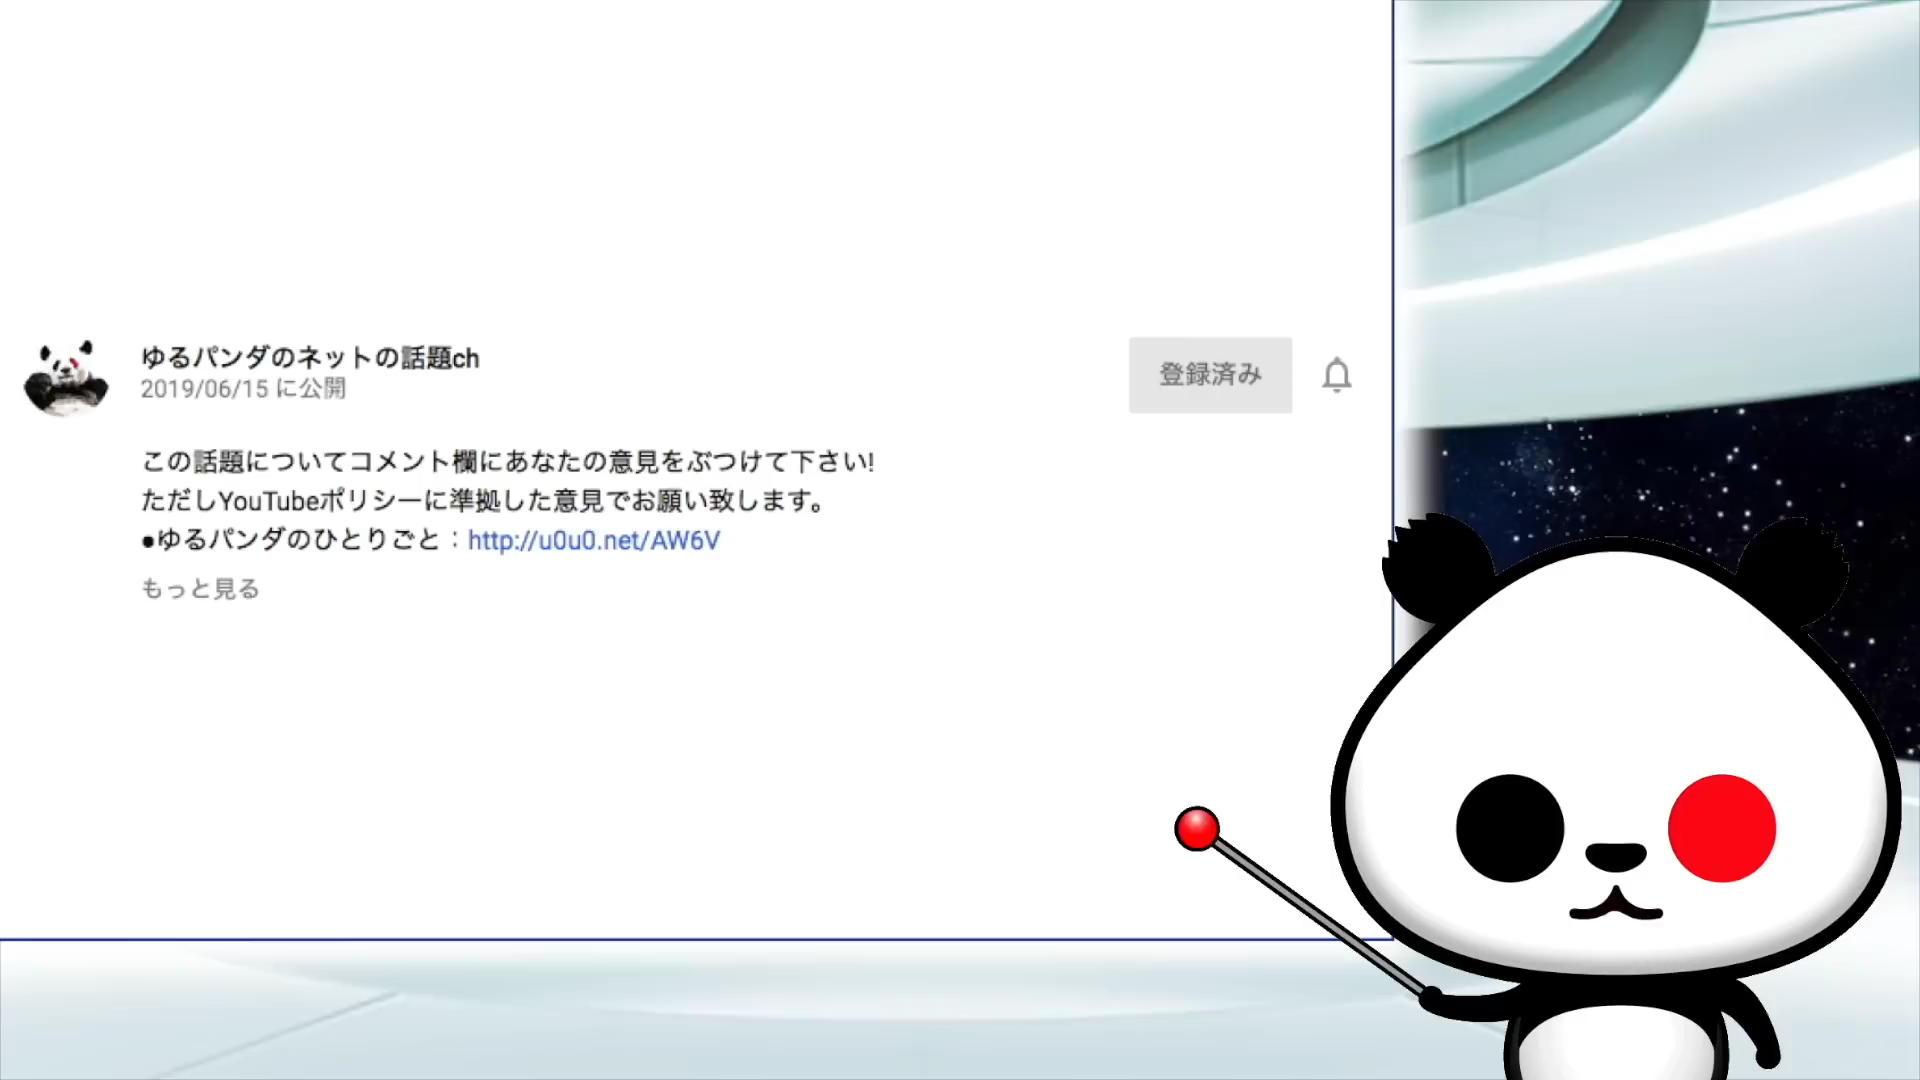 ゆるパンダのネットの話題ch
2019/06/15 に公開
登録済み
この話題についてコメント欄にあなたの意見をぶつけて下さい!
ただしYouTubeポリシーに準拠した意見でお願い致します。
●ゆるパンダのひとりごと：http://u0u0.net/AW6V
もっと見る